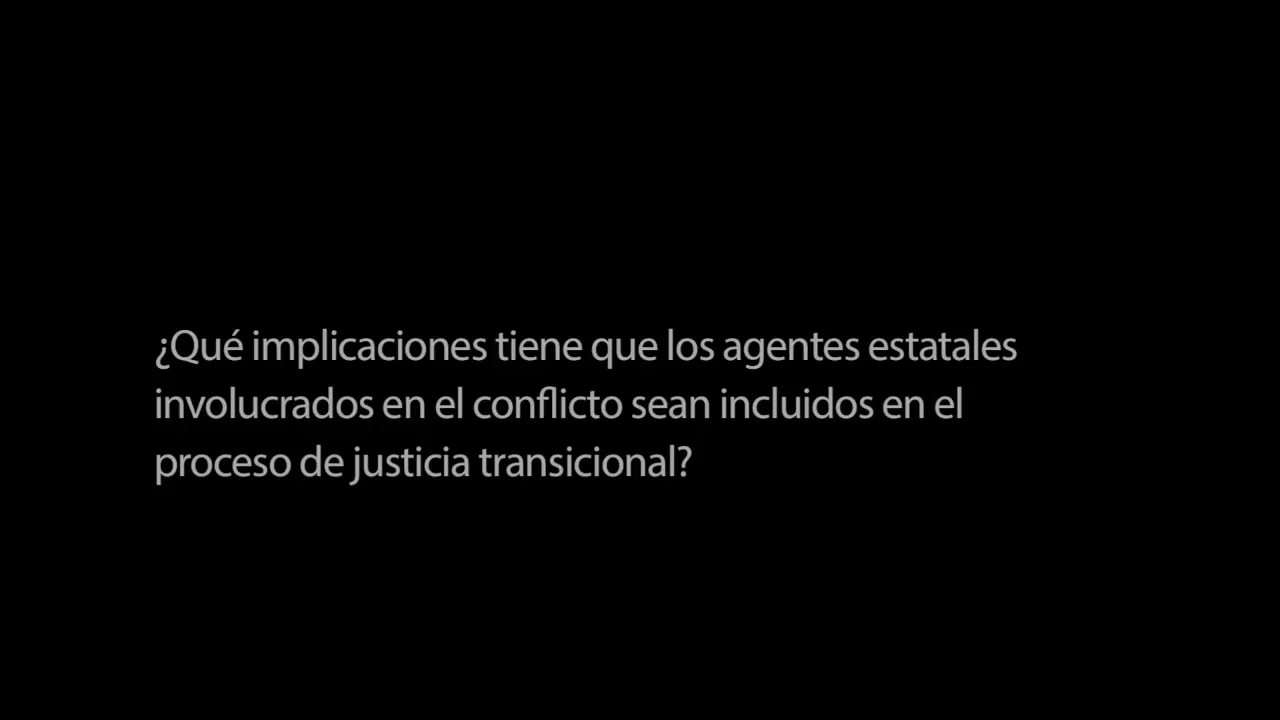 ¿Qué implicaciones tiene que los agentes estatales
involucrados en el conflicto sean incluidos en el
proceso de justicia transicional?